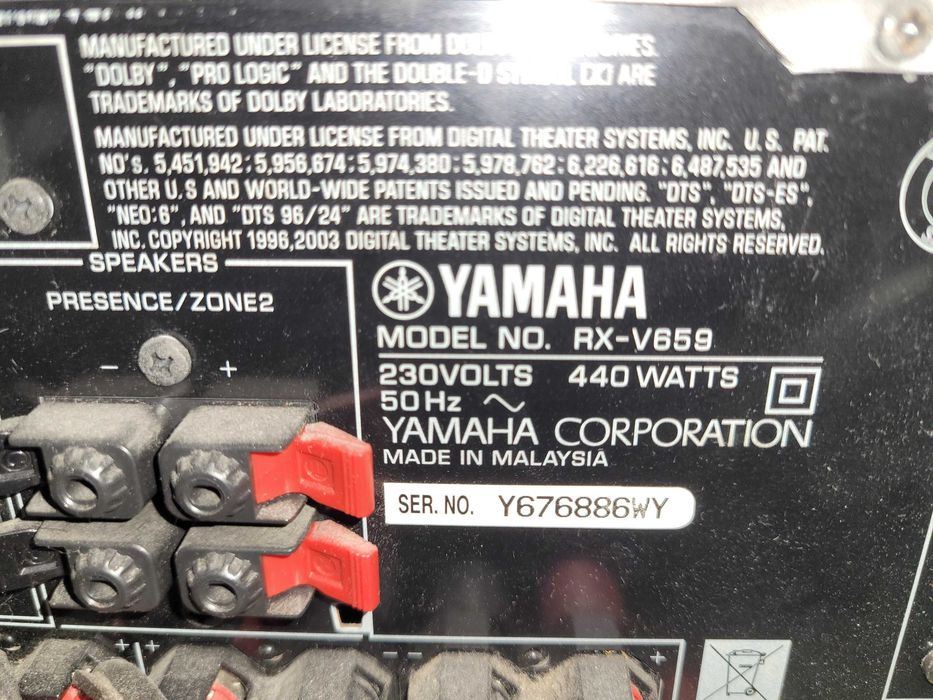 MANUFACTURED UNDER LICENSE FROM
"DOLBY", "PRO LOGIC" AND THE DOUBLE-D ARE
TRADEMARKS OF DOLBY LABORATORIES.
MANUFACTURED UNDER LICENSE FROM DIGITAL THEATER SYSTEMS, INC. U.S. PAT.
NO's. 5,451,942; 5,956,674; 5,974,380; 5,978,762; 6,226,616; 6,487,535 AND
OTHER U.S AND WORLD-WIDE PATENTS ISSUED AND PENDING. "DTS", "DTS-ES",
"NEO:6", AND "DTS 96/24" ARE TRADEMARKS OF DIGITAL THEATER SYSTEMS,
INC. COPYRIGHT 1996,2003 DIGITAL THEATER SYSTEMS, INC. ALL RIGHTS RESERVED.
SPEAKERS
PRESENCE/ZONE2
- +
YAMAHA
MODEL NO. RX-V659
230VOLTS 440 WATTS
50Hz ~
YAMAHA CORPORATION
MADE IN MALAYSIA
SER. NO. Y676886WY
+ + - - +